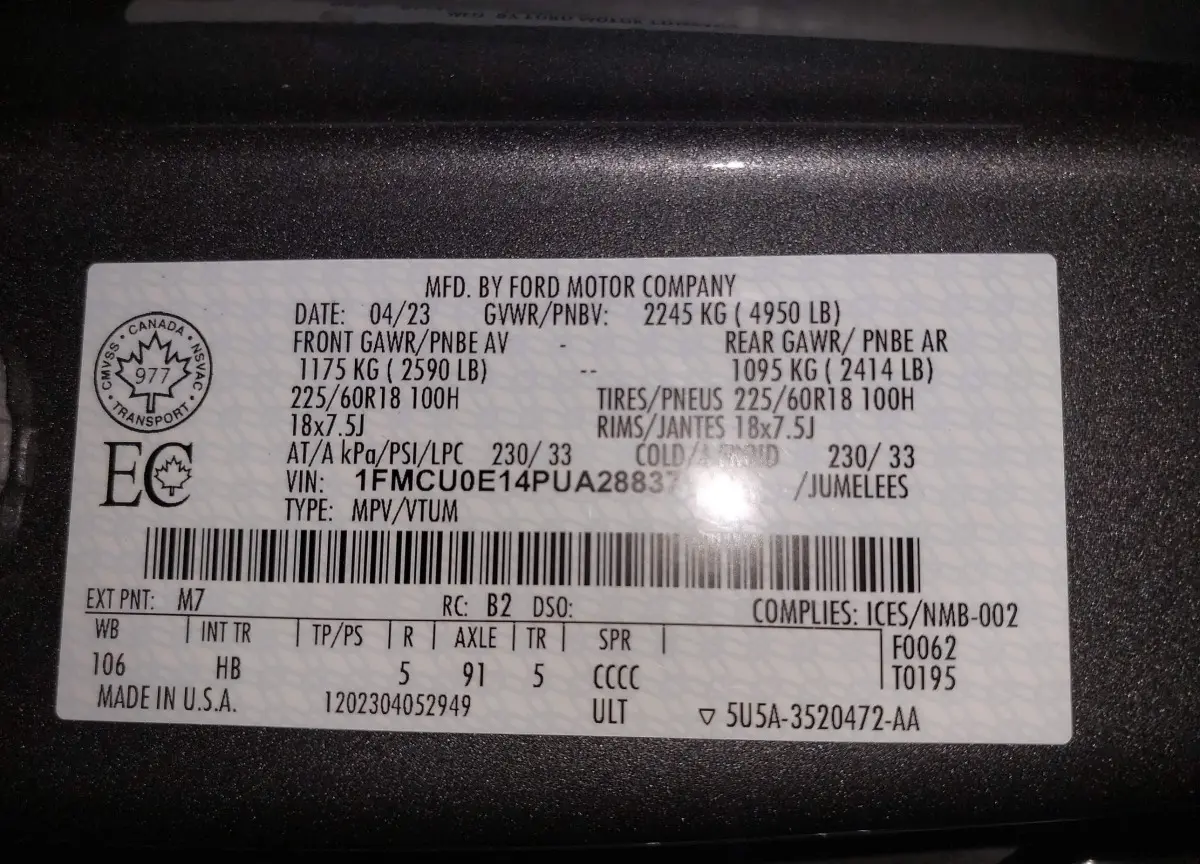 MFD. BY FORD MOTOR COMPANY
DATE: 04/23 GVWR/PNBV: 2245 KG ( 4950 LB)
FRONT GAWR/PNBE AV - REAR GAWR/ PNBE AR
1175 KG ( 2590 LB) -- 1095 KG ( 2414 LB)
225/60R18 100H TIRES/PNEUS 225/60R18 100H
18x7.5J RIMS/JANTES 18x7.5J
AT/A kPa/PSI/LPC 230/ 33 COLD/A 230/ 33
VIN: 1FMCU0E14PUA2883 /JUMELEES
TYPE: MPV/VTUM
CANADA
CMVSS NSVAC
977
TRANSPORT
EC
EXT PNT: M7 RC: B2 DSO: COMPLIES: ICES/NMB-002
WB INT TR TP/PS R AXLE TR SPR F0062
106 HB 5 91 5 CCCC T0195
MADE IN U.S.A. 1202304052949 ULT ▽ 5U5A-3520472-AA